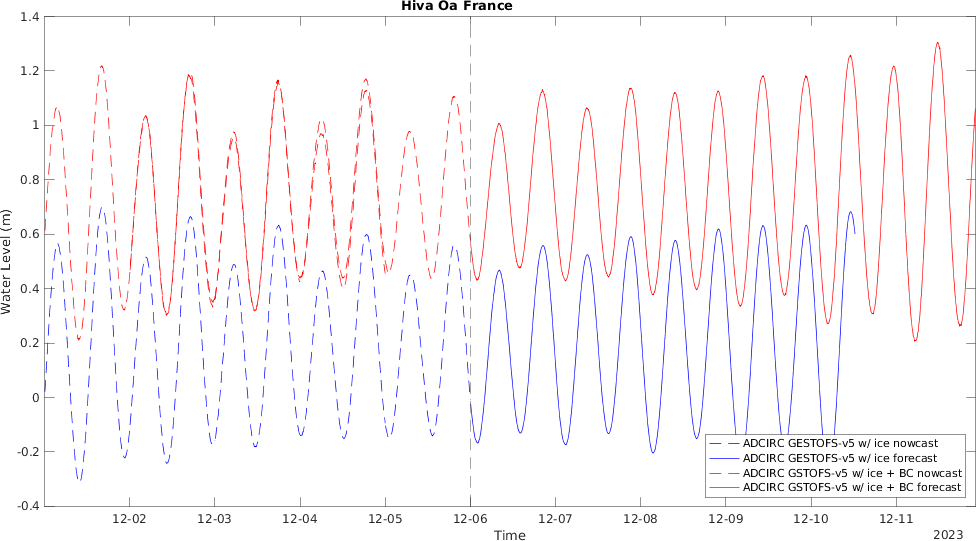 Hiva Oa France
1.4
1.2
1
0.8
0.6
0.4
0.2
0
-0.2
-0.4
Water Level (m)
ADCIRC GESTOFS-v5 w/ ice nowcast
ADCIRC GESTOFS-v5 w/ ice forecast
ADCIRC GSTOFS-v5 w/ ice + BC nowcast
ADCIRC GSTOFS-v5 w/ ice + BC forecast
12-02 12-03 12-04 12-05 12-06 12-07 12-08 12-09 12-10 12-11
Time
2023